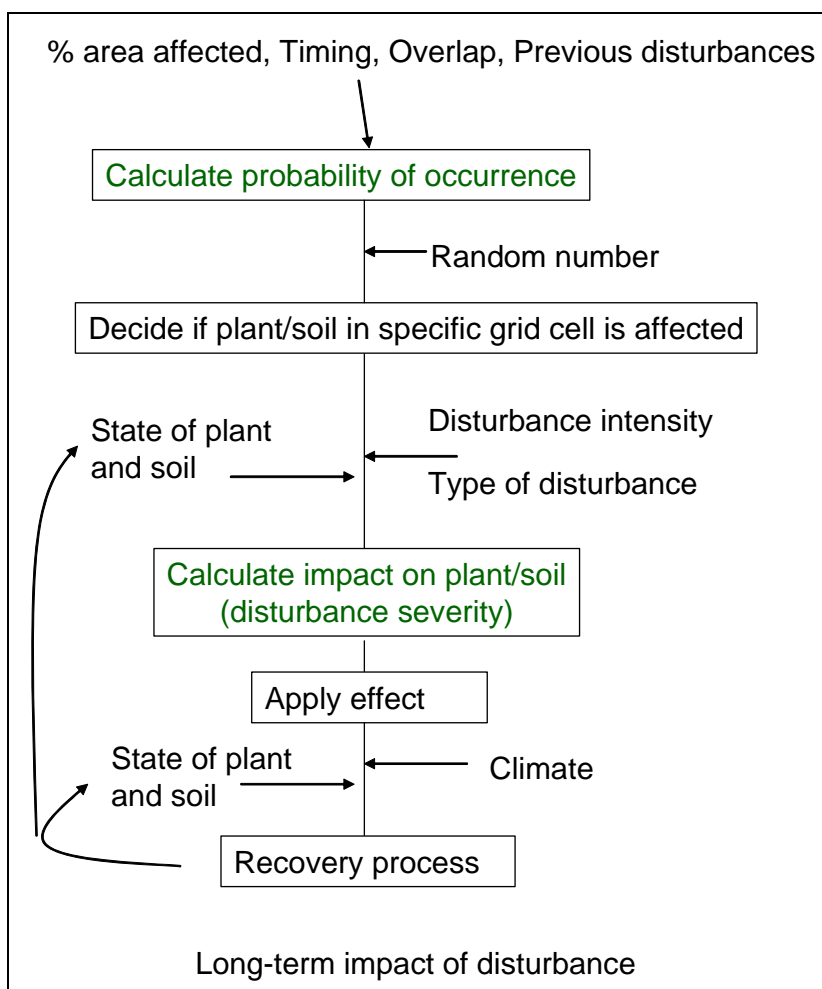 % area affected, Timing, Overlap, Previous disturbances
Calculate probability of occurrence
Random number
Decide if plant/soil in specific grid cell is affected
State of plant
and soil
Disturbance intensity
Type of disturbance
Calculate impact on plant/soil
(disturbance severity)
Apply effect
State of plant
and soil
Climate
Recovery process
Long-term impact of disturbance